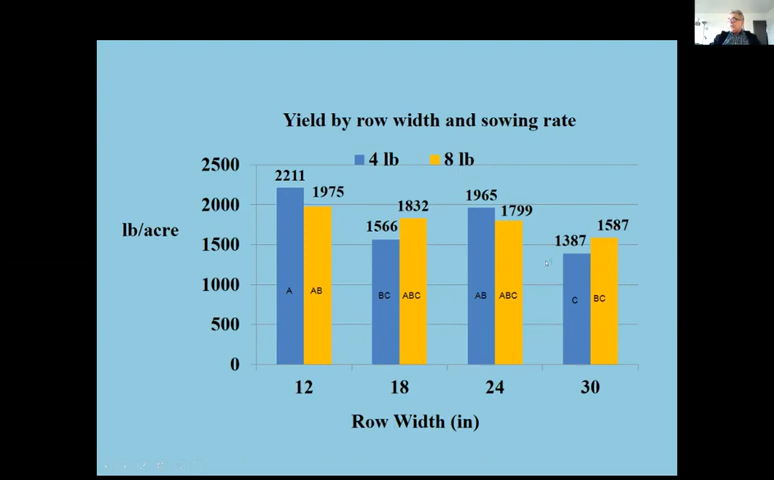 Yield by row width and sowing rate
4 lb 8 lb
2500
2211 1975 1566 1832 1965 1799 1387 1587
2000
lb/acre
1500
1000
A AB BC ABC AB ABC C BC
500
0
12 18 24 30
Row Width (in)